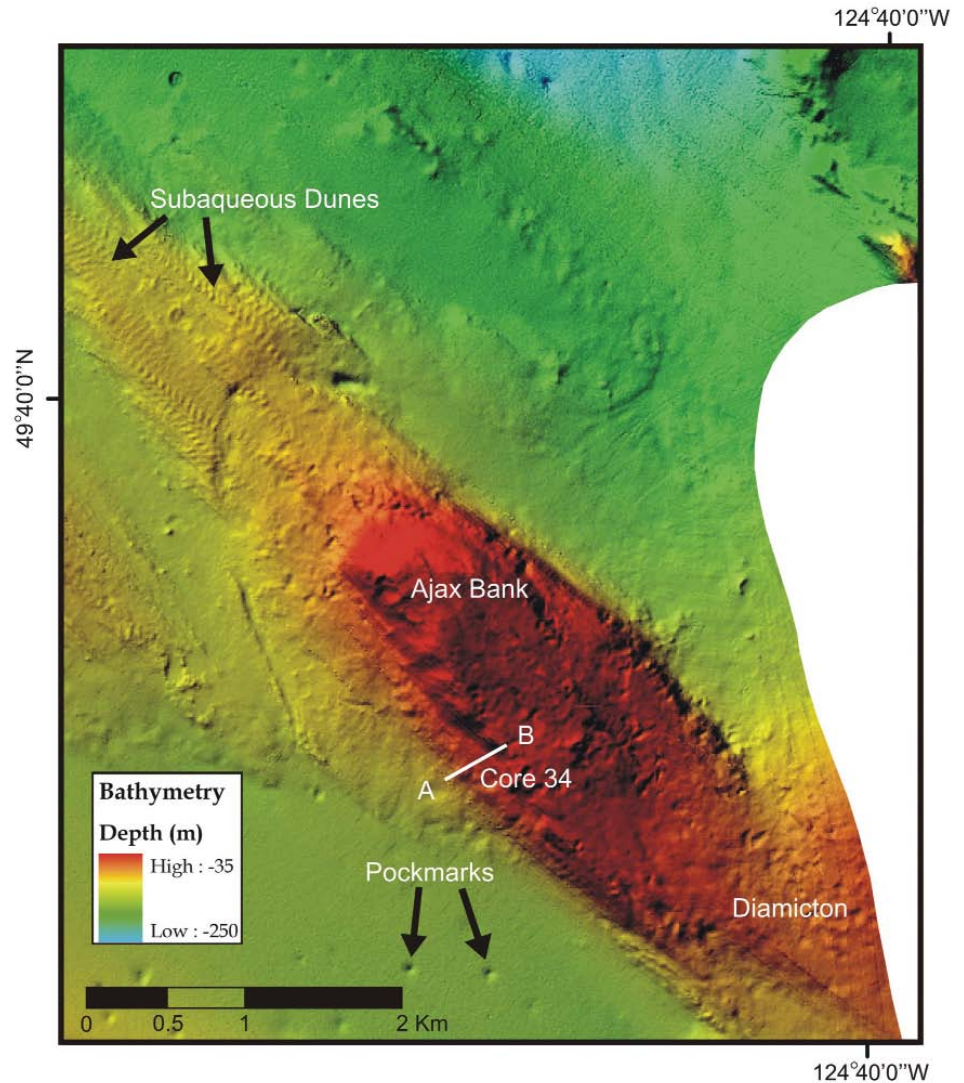 124°40'0''W
Subaqueous Dunes
49°40'0''N
Ajax Bank
B
Core 34
A
Bathymetry
Depth (m)
High : -35
Low : -250
Pockmarks
Diamicton
0 0.5 1 2 Km
124°40'0''W